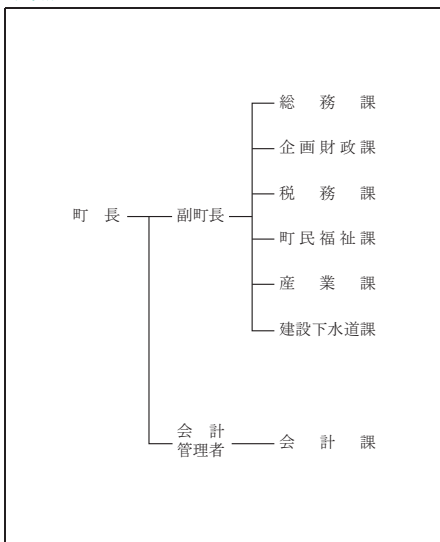 総務課
企画財政課
税務課
町長
副町長
町民福祉課
産業課
建設下水道課
会計
管理者
会計課